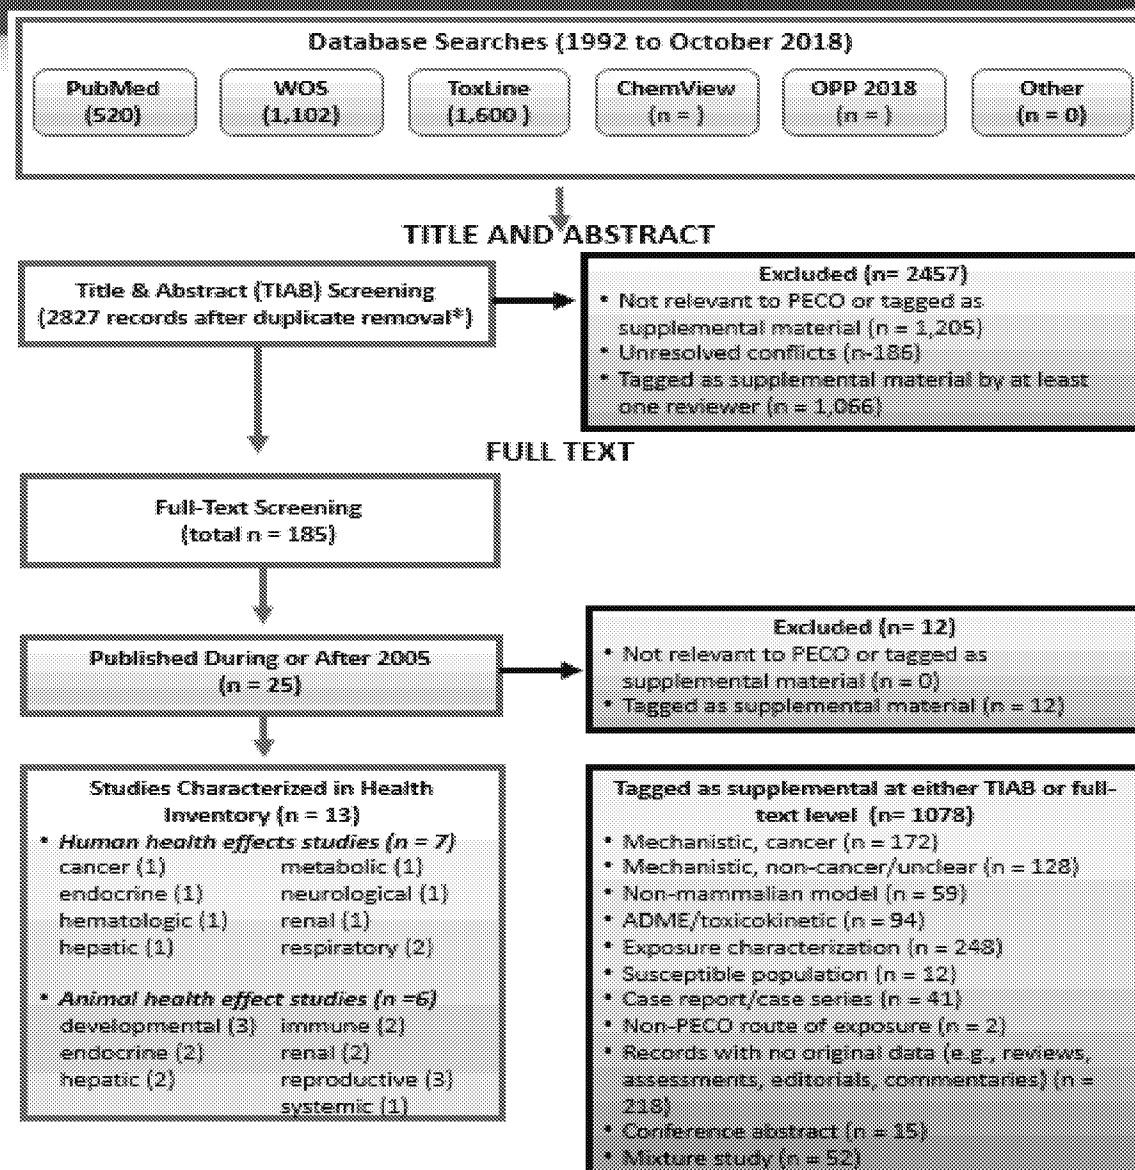 Database Searches (1992 to October 2018)
PubMed
(520)
WOS
(1,102)
ToxLine
(1,600 )
ChemView
(n = )
OPP 2018
(n = )
Other
(n = 0)
TITLE AND ABSTRACT
Title & Abstract (TIAB) Screening
(2827 records after duplicate removal*)
Excluded (n= 2457)
• Not relevant to PECO or tagged as
supplemental material (n = 1,205)
• Unresolved conflicts (n-186)
• Tagged as supplemental material by at least
one reviewer (n = 1,066)
FULL TEXT
Full-Text Screening
(total n = 185)
Published During or After 2005
(n = 25)
Excluded (n= 12)
• Not relevant to PECO or tagged as
supplemental material (n = 0)
• Tagged as supplemental material (n = 12)
Studies Characterized in Health
Inventory (n = 13)
• Human health effects studies (n = 7)
cancer (1) metabolic (1)
endocrine (1) neurological (1)
hematologic (1) renal (1)
hepatic (1) respiratory (2)
• Animal health effect studies (n =6)
developmental (3) immune (2)
endocrine (2) renal (2)
hepatic (2) reproductive (3)
systemic (1)
Tagged as supplemental at either TIAB or full-
text level (n= 1078)
• Mechanistic, cancer (n = 172)
• Mechanistic, non-cancer/unclear (n = 128)
• Non-mammalian model (n = 59)
• ADME/toxicokinetic (n = 94)
• Exposure characterization (n = 248)
• Susceptible population (n = 12)
• Case report/case series (n = 41)
• Non-PECO route of exposure (n = 2)
• Records with no original data (e.g., reviews,
assessments, editorials, commentaries) (n =
218)
• Conference abstract (n = 15)
• Mixture study (n = 52)